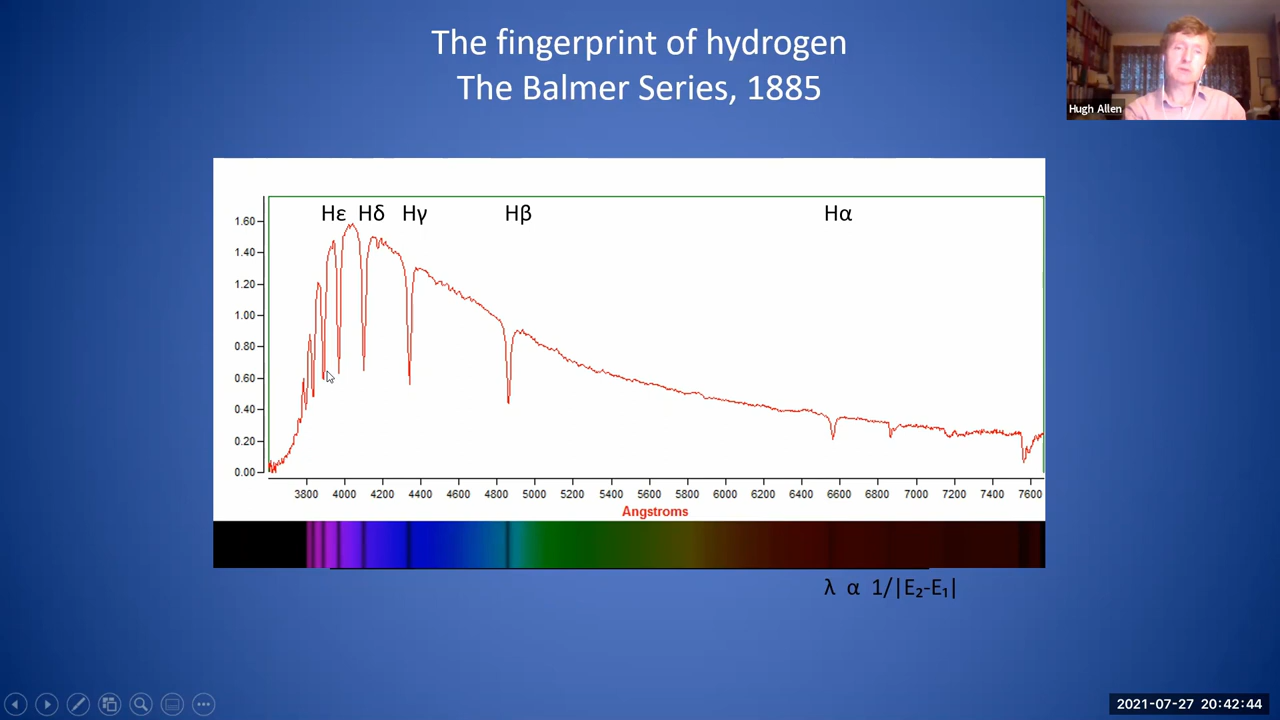 The fingerprint of hydrogen
The Balmer Series, 1885
Hugh Allen
Hε Hδ Hγ Hβ Hα
1.60
1.40
1.20
1.00
0.80
0.60
0.40
0.20
0.00
3800 4000 4200 4400 4600 4800 5000 5200 5400 5600 5800 6000 6200 6400 6600 6800 7000 7200 7400 7600
Angstroms
λ α 1/|E₂-E₁|
2021-07-27 20:42:44